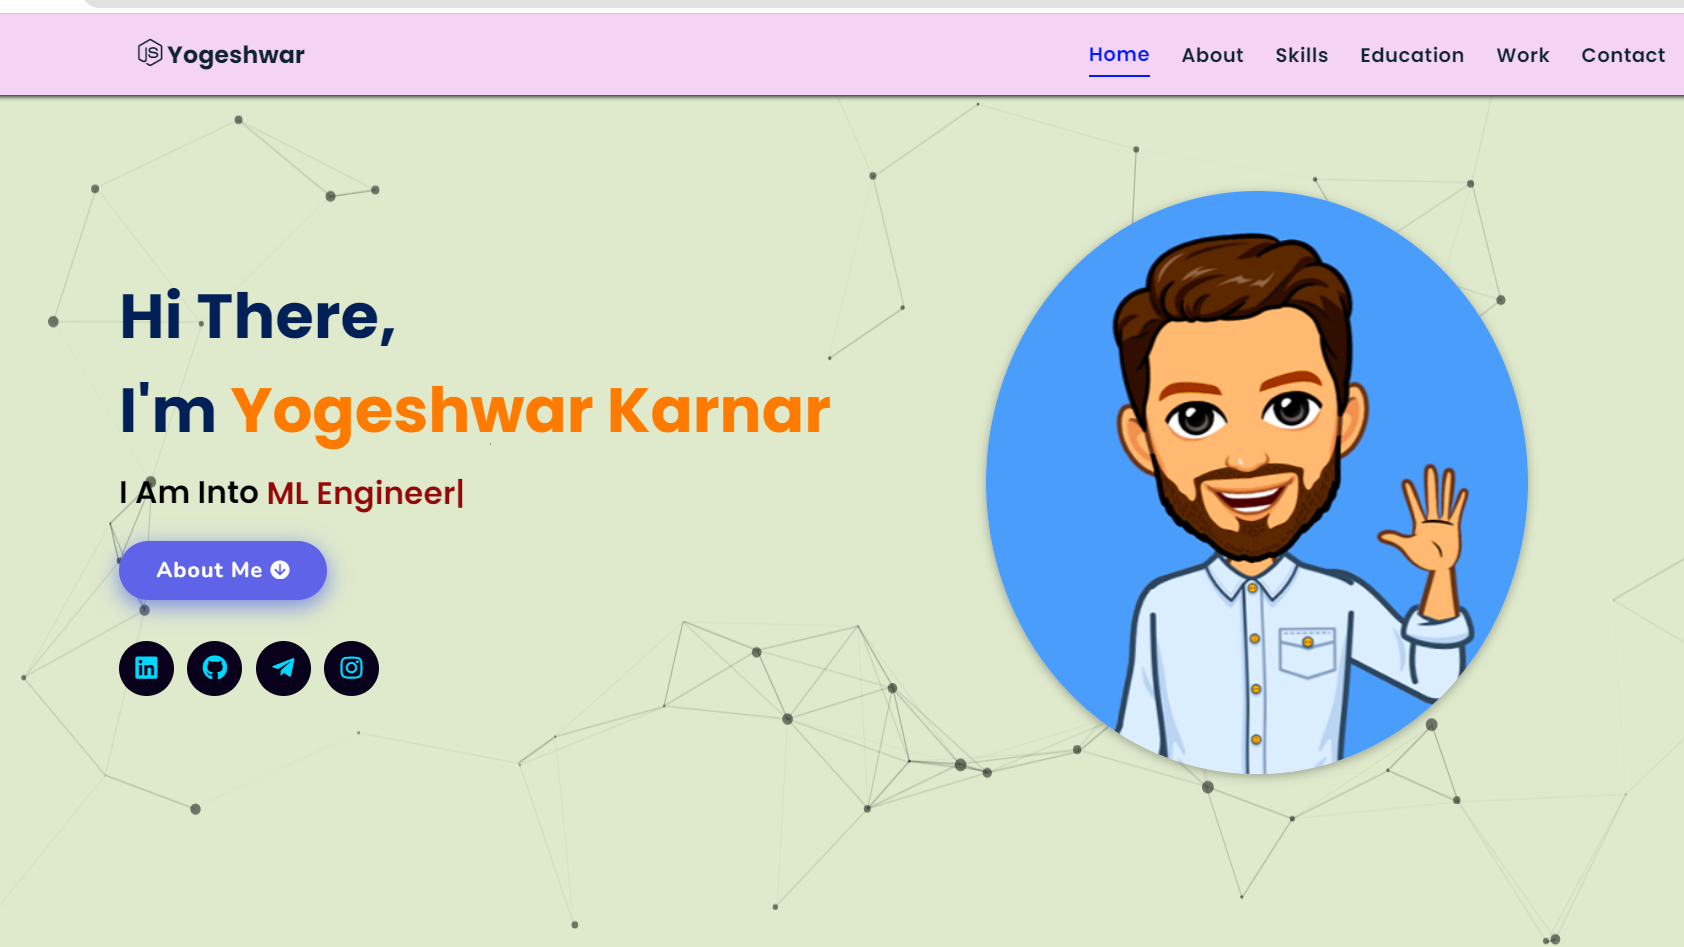 Yogeshwar
Home About Skills Education Work Contact
Hi There,
I'm Yogeshwar Karnar
I Am Into ML Engineer|
About Me